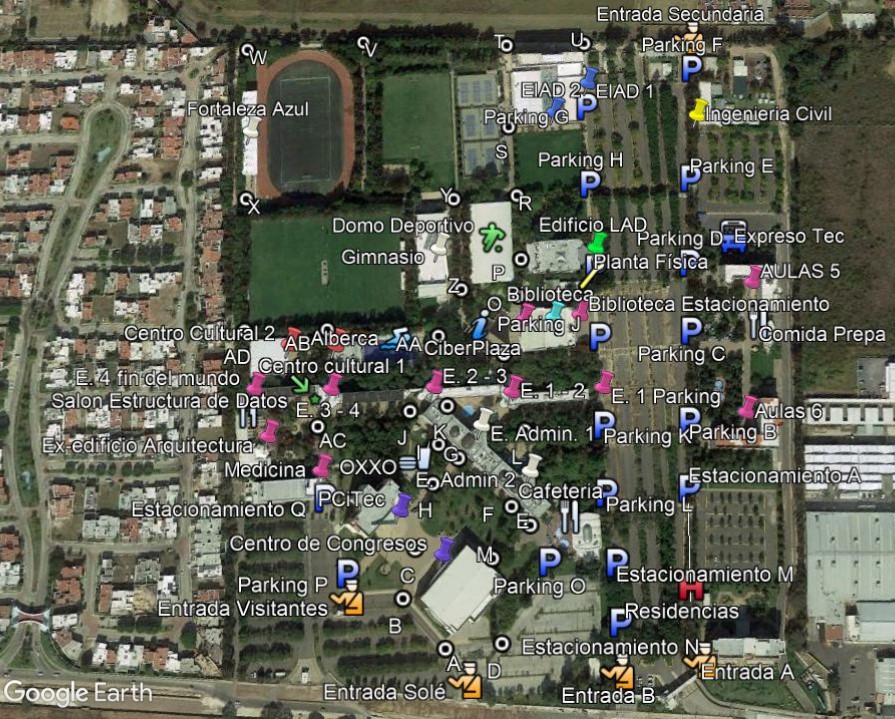 Entrada Secundaria
T
U
Parking F
W
V
EIAD 2
EIAD 1
Fortaleza Azul
Parking G
Ingenieria Civil
S
Parking H
Parking E
X
Y
R
Domo Deportivo
Edificio LAD
Parking D
Expreso Tec
Gimnasio
P
Planta Física
AULAS 5
Z
Biblioteca
O
Biblioteca Estacionamiento
Centro Cultural 2
AB
Alberca
AA
CiberPlaza
Parking J
Comida Prepa
AD
Centro cultural 1
Parking C
E. 4 fin del mundo
E. 2 - 3
E. 1 - 2
E. 1 Parking
Salon Estructura de Datos
E. 3 - 4
Aulas 6
Ex-edificio Arquitectura
AC
J
K
E. Admin. 1
Parking K
Parking B
Medicina
OXXO
I
G
L
Estacionamiento A
E. Admin 2
Cafeteria
Estacionamiento Q
CiTec
H
F
E
Parking L
Centro de Congresos
M
Parking P
C
Parking O
Estacionamiento M
Entrada Visitantes
Residencias
B
Estacionamiento N
A
D
Entrada A
Entrada Solé
Entrada B
Google Earth